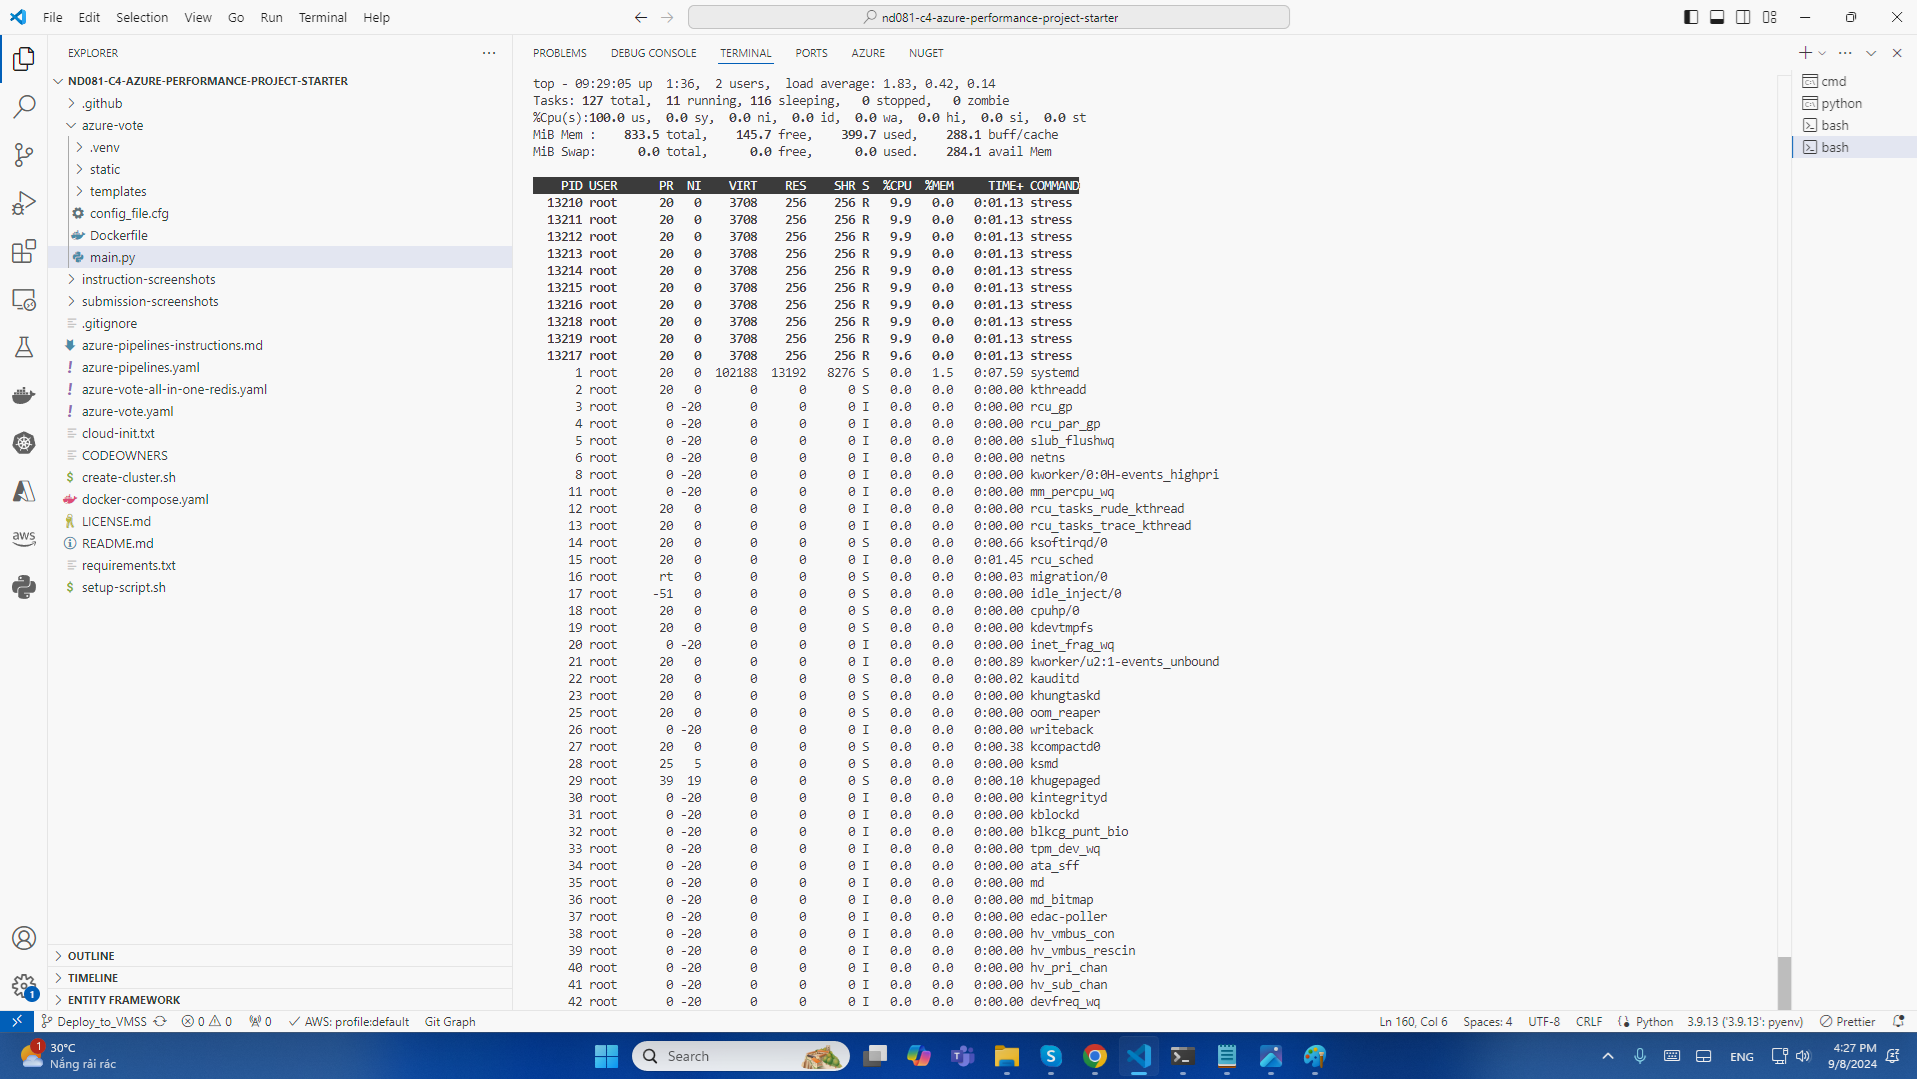 File Edit Selection View Go Run Terminal Help
nd081-c4-azure-performance-project-starter
EXPLORER
ND081-C4-AZURE-PERFORMANCE-PROJECT-STARTER
.github
azure-vote
.venv
static
templates
config_file.cfg
Dockerfile
main.py
instruction-screenshots
submission-screenshots
.gitignore
azure-pipelines-instructions.md
! azure-pipelines.yaml
! azure-vote-all-in-one-redis.yaml
! azure-vote.yaml
cloud-init.txt
CODEOWNERS
$ create-cluster.sh
docker-compose.yaml
LICENSE.md
README.md
requirements.txt
$ setup-script.sh
OUTLINE
TIMELINE
ENTITY FRAMEWORK
aws
1
PROBLEMS DEBUG CONSOLE TERMINAL PORTS AZURE NUGET
top - 09:29:05 up 1:36, 2 users, load average: 1.83, 0.42, 0.14
Tasks: 127 total, 11 running, 116 sleeping, 0 stopped, 0 zombie
%Cpu(s):100.0 us, 0.0 sy, 0.0 ni, 0.0 id, 0.0 wa, 0.0 hi, 0.0 si, 0.0 st
MiB Mem : 833.5 total, 145.7 free, 399.7 used, 288.1 buff/cache
MiB Swap: 0.0 total, 0.0 free, 0.0 used. 284.1 avail Mem
PID USER PR NI VIRT RES SHR S %CPU %MEM TIME+ COMMAND
13210 root 20 0 3708 256 256 R 9.9 0.0 0:01.13 stress
13211 root 20 0 3708 256 256 R 9.9 0.0 0:01.13 stress
13212 root 20 0 3708 256 256 R 9.9 0.0 0:01.13 stress
13213 root 20 0 3708 256 256 R 9.9 0.0 0:01.13 stress
13214 root 20 0 3708 256 256 R 9.9 0.0 0:01.13 stress
13215 root 20 0 3708 256 256 R 9.9 0.0 0:01.13 stress
13216 root 20 0 3708 256 256 R 9.9 0.0 0:01.13 stress
13218 root 20 0 3708 256 256 R 9.9 0.0 0:01.13 stress
13219 root 20 0 3708 256 256 R 9.9 0.0 0:01.13 stress
13217 root 20 0 3708 256 256 R 9.6 0.0 0:01.13 stress
1 root 20 0 102188 13192 8276 S 0.0 1.5 0:07.59 systemd
2 root 20 0 0 0 0 S 0.0 0.0 0:00.00 kthreadd
3 root 0 -20 0 0 0 I 0.0 0.0 0:00.00 rcu_gp
4 root 0 -20 0 0 0 I 0.0 0.0 0:00.00 rcu_par_gp
5 root 0 -20 0 0 0 I 0.0 0.0 0:00.00 slub_flushwq
6 root 0 -20 0 0 0 I 0.0 0.0 0:00.00 netns
8 root 0 -20 0 0 0 I 0.0 0.0 0:00.00 kworker/0:0H-events_highpri
11 root 0 -20 0 0 0 I 0.0 0.0 0:00.00 mm_percpu_wq
12 root 20 0 0 0 0 S 0.0 0.0 0:00.00 rcu_tasks_rude_kthread
13 root 20 0 0 0 0 S 0.0 0.0 0:00.00 rcu_tasks_trace_kthread
14 root 20 0 0 0 0 S 0.0 0.0 0:00.66 ksoftirqd/0
15 root 20 0 0 0 0 I 0.0 0.0 0:01.45 rcu_sched
16 root rt 0 0 0 0 S 0.0 0.0 0:00.03 migration/0
17 root -51 0 0 0 0 S 0.0 0.0 0:00.00 idle_inject/0
18 root 20 0 0 0 0 S 0.0 0.0 0:00.00 cpuhp/0
19 root 20 0 0 0 0 S 0.0 0.0 0:00.00 kdevtmpfs
20 root 0 -20 0 0 0 I 0.0 0.0 0:00.00 inet_frag_wq
21 root 20 0 0 0 0 I 0.0 0.0 0:00.89 kworker/u2:1-events_unbound
22 root 20 0 0 0 0 S 0.0 0.0 0:00.02 kauditd
23 root 20 0 0 0 0 S 0.0 0.0 0:00.00 khungtaskd
25 root 20 0 0 0 0 S 0.0 0.0 0:00.00 oom_reaper
26 root 0 -20 0 0 0 I 0.0 0.0 0:00.00 writeback
27 root 20 0 0 0 0 S 0.0 0.0 0:00.38 kcompactd0
28 root 25 5 0 0 0 S 0.0 0.0 0:00.00 ksmd
29 root 39 19 0 0 0 S 0.0 0.0 0:00.10 khugepaged
30 root 0 -20 0 0 0 I 0.0 0.0 0:00.00 kintegrityd
31 root 0 -20 0 0 0 I 0.0 0.0 0:00.00 kblockd
32 root 0 -20 0 0 0 I 0.0 0.0 0:00.00 blkcg_punt_bio
33 root 0 -20 0 0 0 I 0.0 0.0 0:00.00 tpm_dev_wq
34 root 0 -20 0 0 0 I 0.0 0.0 0:00.00 ata_sff
35 root 0 -20 0 0 0 I 0.0 0.0 0:00.00 md
36 root 0 -20 0 0 0 I 0.0 0.0 0:00.00 md_bitmap
37 root 0 -20 0 0 0 I 0.0 0.0 0:00.00 edac-poller
38 root 0 -20 0 0 0 I 0.0 0.0 0:00.00 hv_vmbus_con
39 root 0 -20 0 0 0 I 0.0 0.0 0:00.00 hv_vmbus_rescin
40 root 0 -20 0 0 0 I 0.0 0.0 0:00.00 hv_pri_chan
41 root 0 -20 0 0 0 I 0.0 0.0 0:00.00 hv_sub_chan
42 root 0 -20 0 0 0 I 0.0 0.0 0:00.00 devfreq_wq
cmd
python
bash
bash
Deploy_to_VMSS 0 0 0 AWS: profile:default Git Graph
Ln 160, Col 6 Spaces: 4 UTF-8 CRLF Python 3.9.13 ('3.9.13': pyenv) Prettier
1
30°C
Nắng rải rác
Search
ENG
4:27 PM
9/8/2024